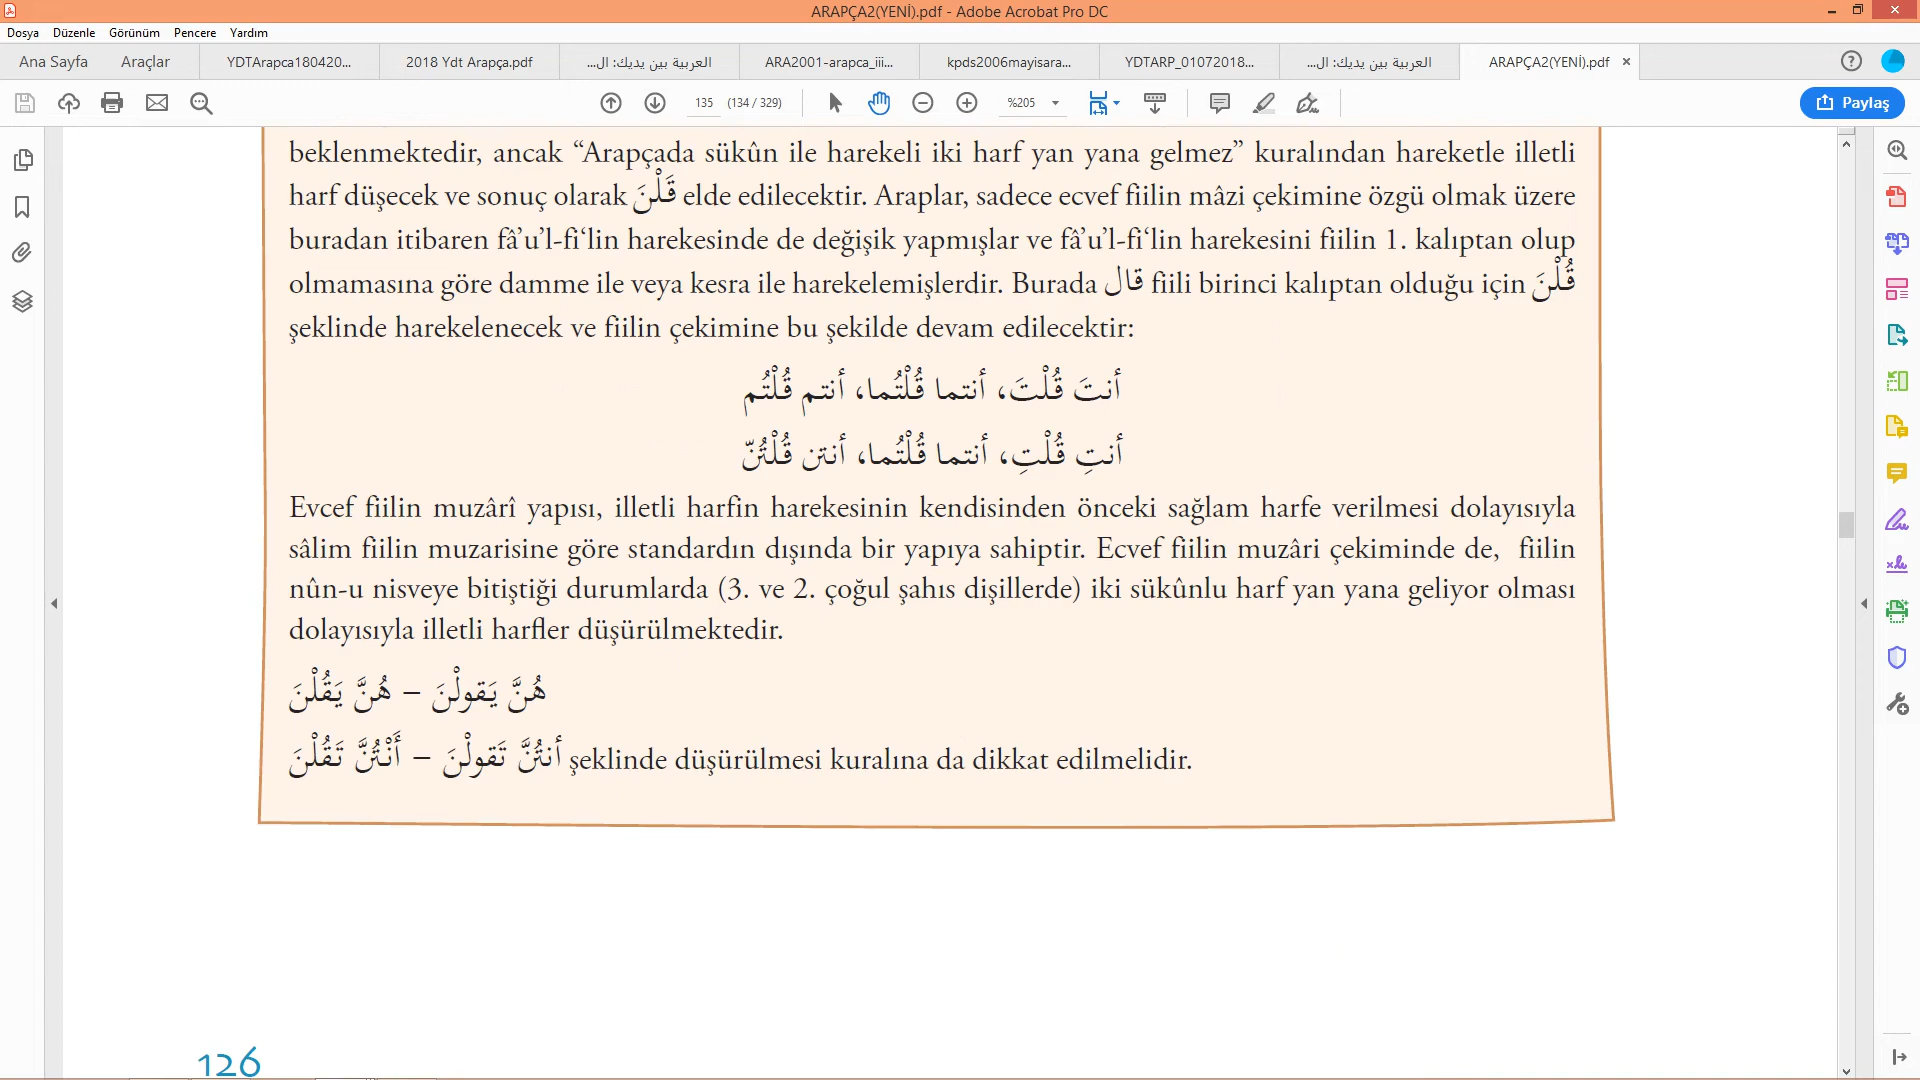 ARAPÇA2(YENİ).pdf - Adobe Acrobat Pro DC
Dosya Düzenle Görünüm Pencere Yardım
Ana Sayfa Araçlar YDTArapca180420... 2018 Ydt Arapça.pdf العربية بين يديك: ال... ARA2001-arapca_iii... kpds2006mayisara... YDTARP_01072018... العربية بين يديك: ال... ARAPÇA2(YENİ).pdf
135 (134 / 329) %205 Paylaş
beklenmektedir, ancak “Arapçada sükûn ile harekeli iki harf yan yana gelmez” kuralından hareketle illetli
harf düşecek ve sonuç olarak قَلْنَ elde edilecektir. Araplar, sadece ecvef fiilin mâzi çekimine özgü olmak üzere
buradan itibaren fâ’u’l-fi‘lin harekesinde de değişik yapmışlar ve fâ’u’l-fi‘lin harekesini fiilin 1. kalıptan olup
olmamasına göre damme ile veya kesra ile harekelemişlerdir. Burada قال fiili birinci kalıptan olduğu için قُلْنَ
şeklinde harekelenecek ve fiilin çekimine bu şekilde devam edilecektir:
أنتَ قُلْتَ، أنتما قُلْتُما، أنتم قُلْتُم
أنتِ قُلْتِ، أنتما قُلْتُما، أنتن قُلْتُنّ
Evcef fiilin muzârî yapısı, illetli harfin harekesinin kendisinden önceki sağlam harfe verilmesi dolayısıyla
sâlim fiilin muzarisine göre standardın dışında bir yapıya sahiptir. Ecvef fiilin muzâri çekiminde de, fiilin
nûn-u nisveye bitiştiği durumlarda (3. ve 2. çoğul şahıs dişillerde) iki sükûnlu harf yan yana geliyor olması
dolayısıyla illetli harfler düşürülmektedir.
هُنَّ يَقولْنَ – هُنَّ يَقُلْنَ
أنتُنَّ تَقولْنَ – أَنْتُنَّ تَقُلْنَ şeklinde düşürülmesi kuralına da dikkat edilmelidir.
126